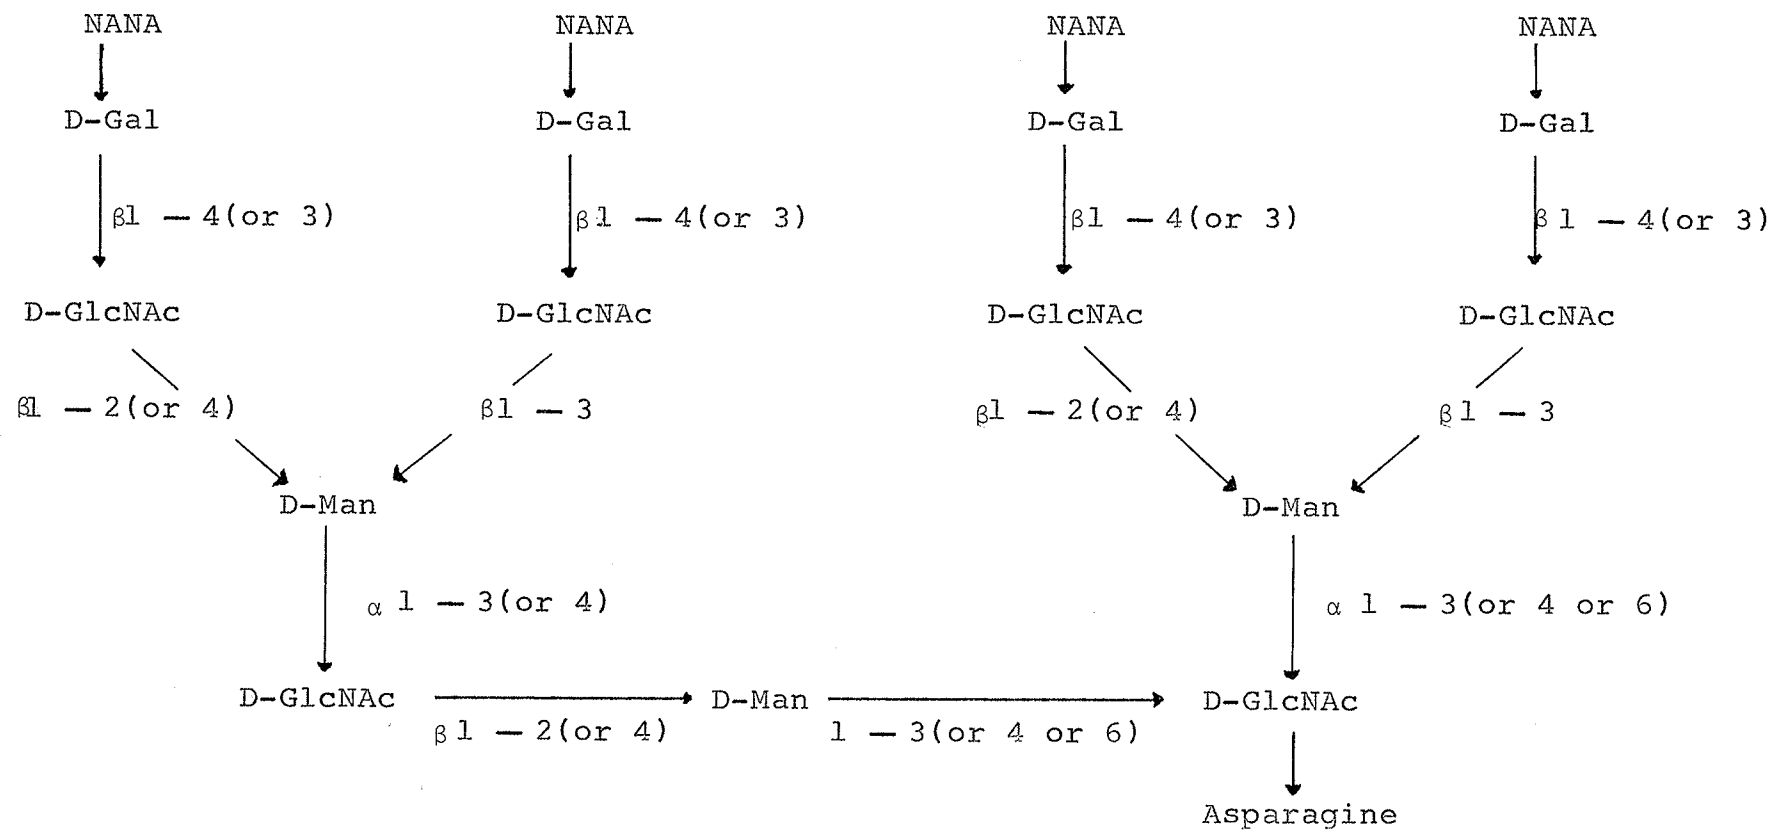 NANA NANA NANA NANA
D-Gal D-Gal D-Gal D-Gal
β1 — 4(or 3) β1 — 4(or 3) β1 — 4(or 3) β1 — 4(or 3)
D-GlcNAc D-GlcNAc D-GlcNAc D-GlcNAc
β1 — 2(or 4) β1 — 3 β1 — 2(or 4) β1 — 3
D-Man D-Man
α 1 — 3(or 4) α 1 — 3(or 4 or 6)
D-GlcNAc D-Man D-GlcNAc
β1 — 2(or 4) 1 — 3(or 4 or 6)
Asparagine